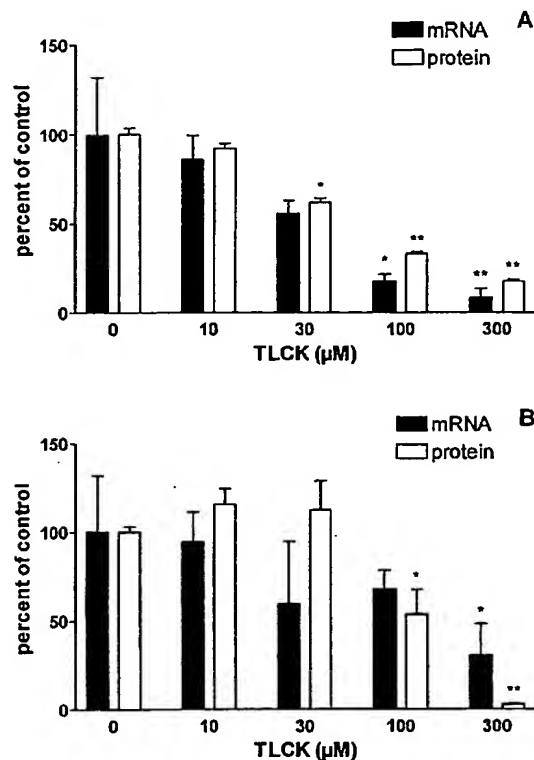 A
mRNA
protein
150
100
50
0
percent of control
*
*
**
**
**
0 10 30 100 300
TLCK (µM)
B
mRNA
protein
150
100
50
0
percent of control
*
*
**
0 10 30 100 300
TLCK (µM)